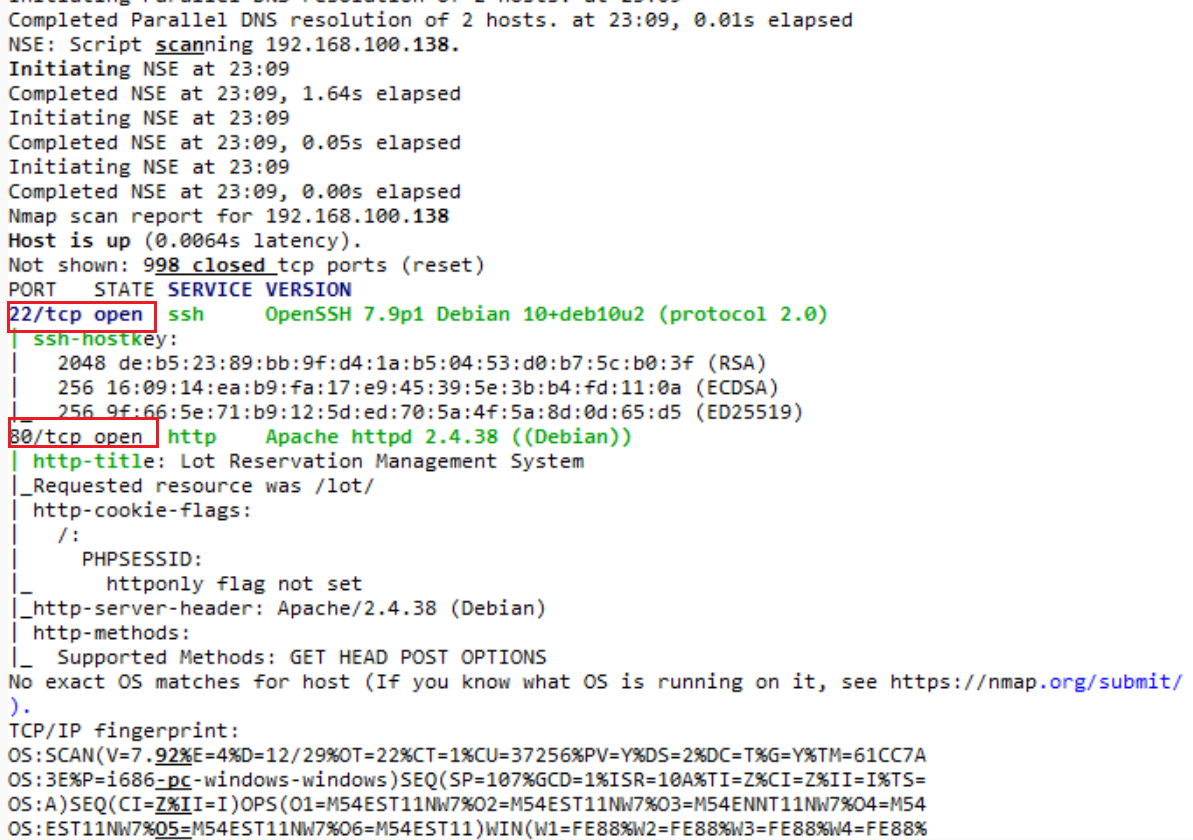 Completed Parallel DNS resolution of 2 hosts. at 23:09, 0.01s elapsed
NSE: Script scanning 192.168.100.138.
Initiating NSE at 23:09
Completed NSE at 23:09, 1.64s elapsed
Initiating NSE at 23:09
Completed NSE at 23:09, 0.05s elapsed
Initiating NSE at 23:09
Completed NSE at 23:09, 0.00s elapsed
Nmap scan report for 192.168.100.138
Host is up (0.0064s latency).
Not shown: 998 closed tcp ports (reset)
PORT   STATE SERVICE VERSION
22/tcp open  ssh     OpenSSH 7.9p1 Debian 10+deb10u2 (protocol 2.0)
| ssh-hostkey:
|   2048 de:b5:23:89:bb:9f:d4:1a:b5:04:53:d0:b7:5c:b0:3f (RSA)
|   256 16:09:14:ea:b9:fa:17:e9:45:39:5e:3b:b4:fd:11:0a (ECDSA)
|_  256 9f:66:5e:71:b9:12:5d:ed:70:5a:4f:5a:8d:0d:65:d5 (ED25519)
80/tcp open  http    Apache httpd 2.4.38 ((Debian))
| http-title: Lot Reservation Management System
|_Requested resource was /lot/
| http-cookie-flags:
|   /:
|     PHPSESSID:
|_      httponly flag not set
|_http-server-header: Apache/2.4.38 (Debian)
| http-methods:
|_  Supported Methods: GET HEAD POST OPTIONS
No exact OS matches for host (If you know what OS is running on it, see https://nmap.org/submit/
).
TCP/IP fingerprint:
OS:SCAN(V=7.92%E=4%D=12/29%OT=22%CT=1%CU=37256%PV=Y%DS=2%DC=T%G=Y%TM=61CC7A
OS:3E%P=i686-pc-windows-windows)SEQ(SP=107%GCD=1%ISR=10A%TI=Z%CI=Z%II=I%TS=
OS:A)SEQ(CI=Z%II=I)OPS(O1=M54EST11NW7%O2=M54EST11NW7%O3=M54ENNT11NW7%O4=M54
OS:EST11NW7%O5=M54EST11NW7%O6=M54EST11)WIN(W1=FE88%W2=FE88%W3=FE88%W4=FE88%